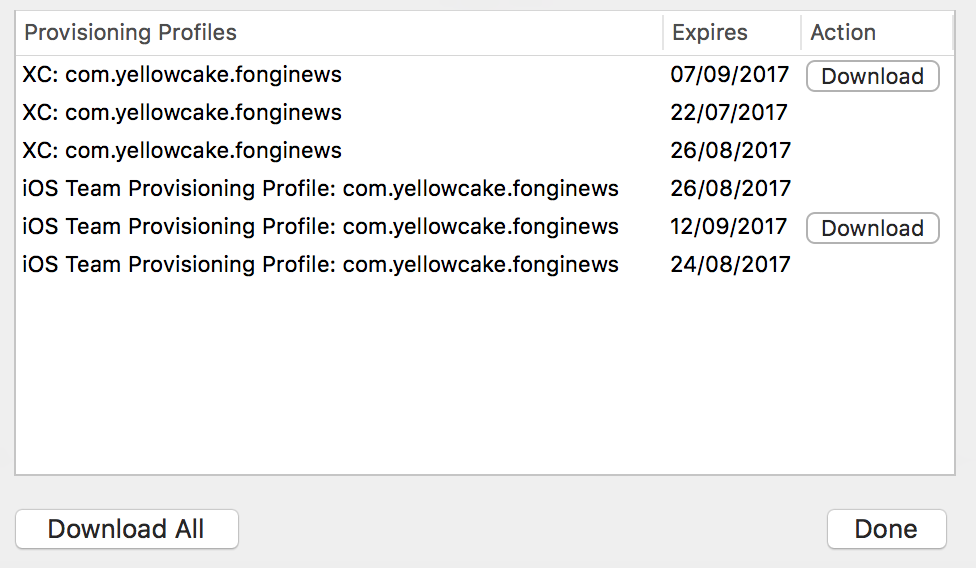 Provisioning Profiles Expires Action
XC: com.yellowcake.fonginews 07/09/2017 Download
XC: com.yellowcake.fonginews 22/07/2017
XC: com.yellowcake.fonginews 26/08/2017
iOS Team Provisioning Profile: com.yellowcake.fonginews 26/08/2017
iOS Team Provisioning Profile: com.yellowcake.fonginews 12/09/2017 Download
iOS Team Provisioning Profile: com.yellowcake.fonginews 24/08/2017
Download All Done